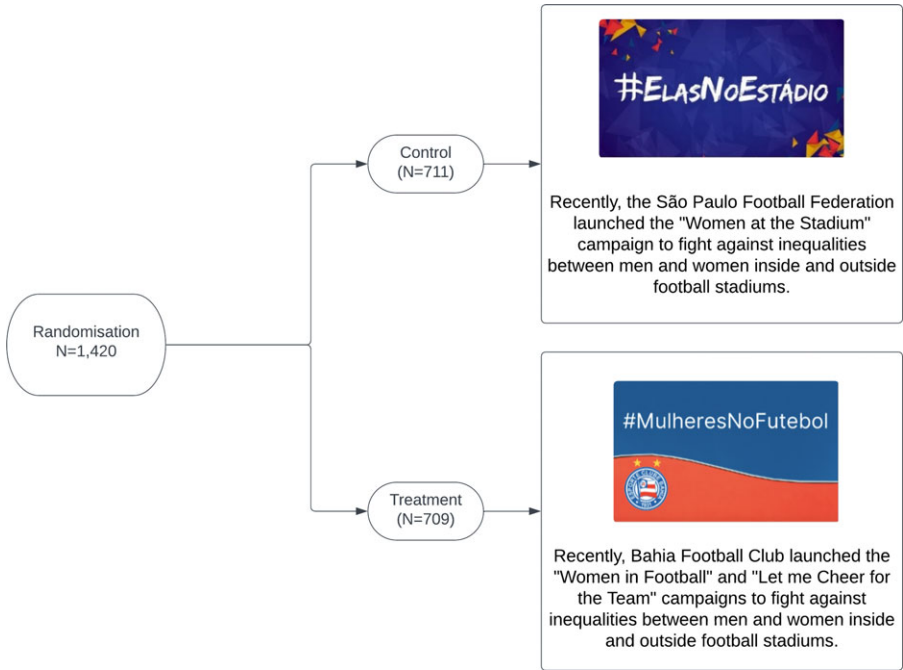 Randomisation
N=1,420
Control
(N=711)
#ELASNOESTÁDIO
Recently, the São Paulo Football Federation
launched the "Women at the Stadium"
campaign to fight against inequalities
between men and women inside and outside
football stadiums.
Treatment
(N=709)
#MulheresNoFutebol
ESPORTE CLUBE BAHIA
Recently, Bahia Football Club launched the
"Women in Football" and "Let me Cheer for
the Team" campaigns to fight against
inequalities between men and women inside
and outside football stadiums.